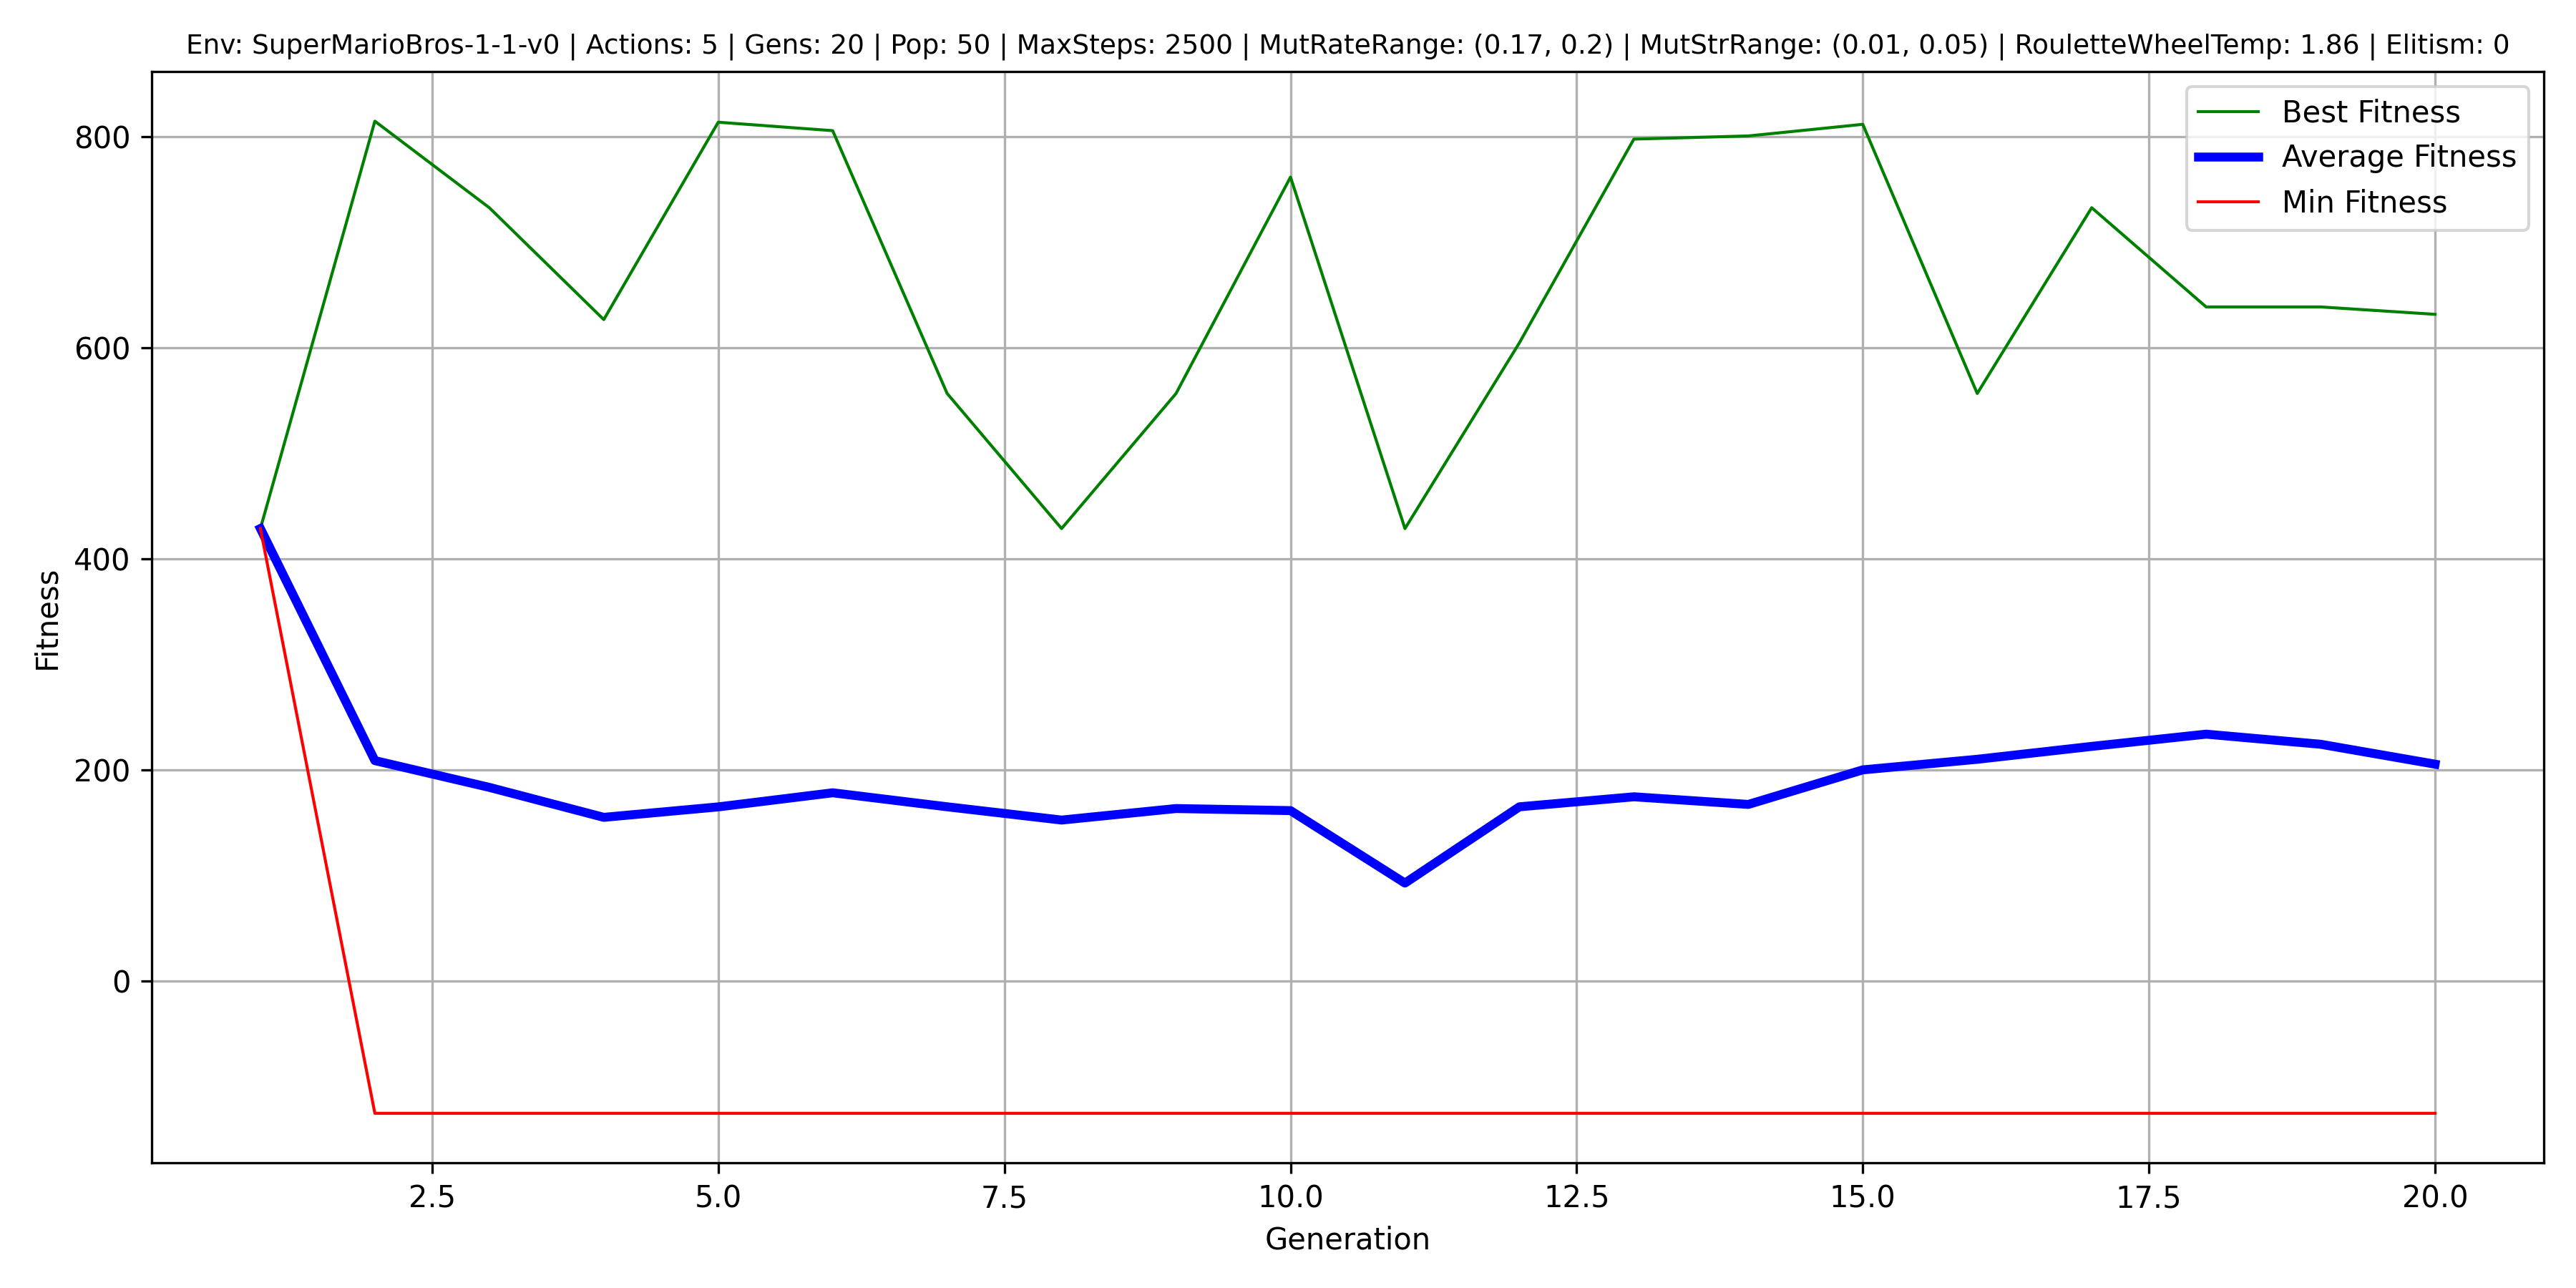 Env: SuperMarioBros-1-1-v0 | Actions: 5 | Gens: 20 | Pop: 50 | MaxSteps: 2500 | MutRateRange: (0.17, 0.2) | MutStrRange: (0.01, 0.05) | RouletteWheelTemp: 1.86 | Elitism: 0
Best Fitness
Average Fitness
Min Fitness
800
600
400
200
0
Fitness
2.5 5.0 7.5 10.0 12.5 15.0 17.5 20.0
Generation